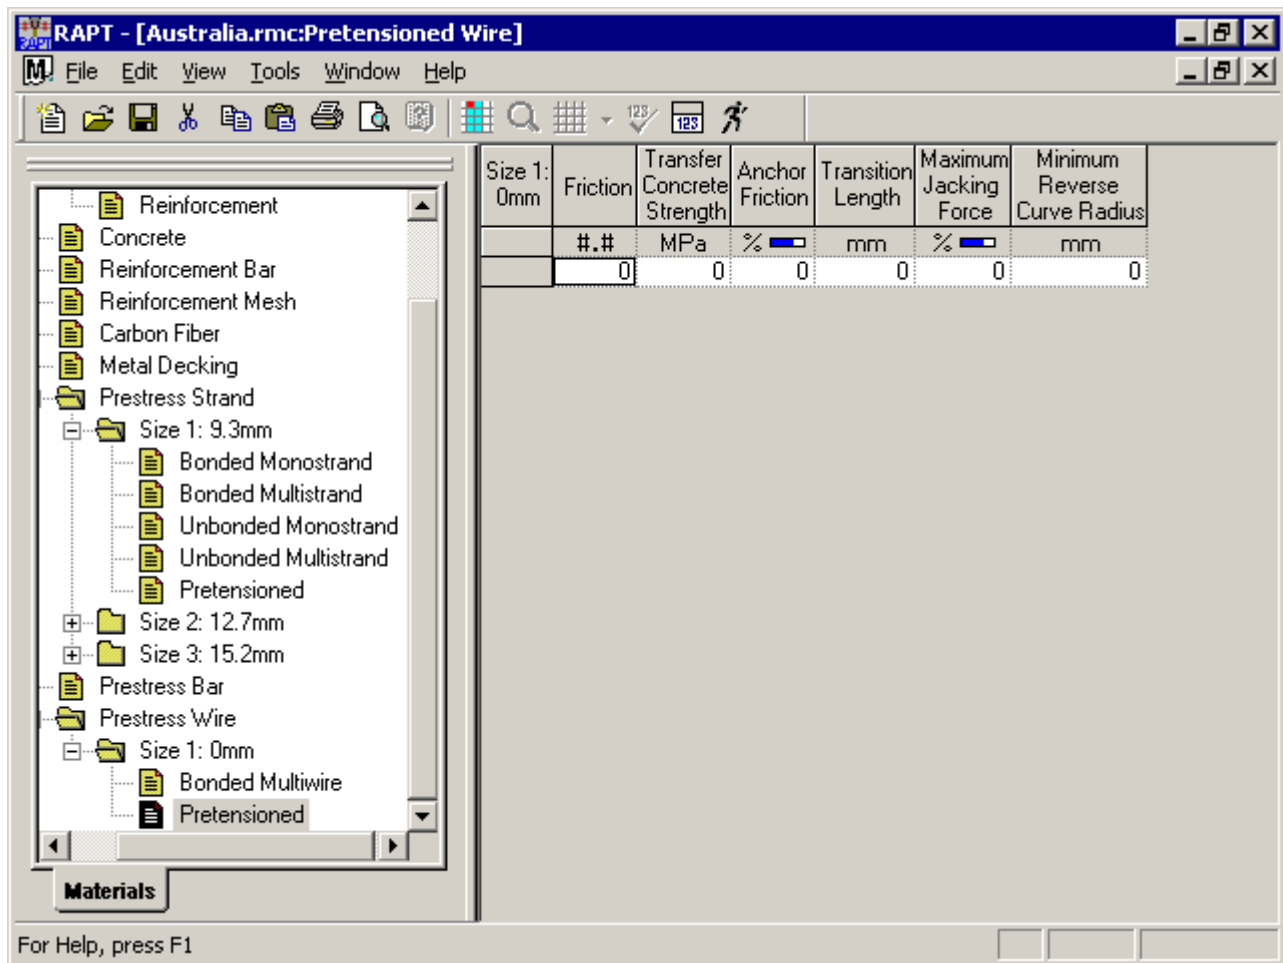 RAPT - [Australia.rmc:Pretensioned Wire]
File Edit View Tools Window Help
Reinforcement
Concrete
Reinforcement Bar
Reinforcement Mesh
Carbon Fiber
Metal Decking
Prestress Strand
Size 1: 9.3mm
Bonded Monostrand
Bonded Multistrand
Unbonded Monostrand
Unbonded Multistrand
Pretensioned
Size 2: 12.7mm
Size 3: 15.2mm
Prestress Bar
Prestress Wire
Size 1: 0mm
Bonded Multiwire
Pretensioned
Materials
Size 1: 0mm
Friction
Transfer Concrete Strength
Anchor Friction
Transition Length
Maximum Jacking Force
Minimum Reverse Curve Radius
#.# MPa % mm % mm
0 0 0 0 0 0
For Help, press F1